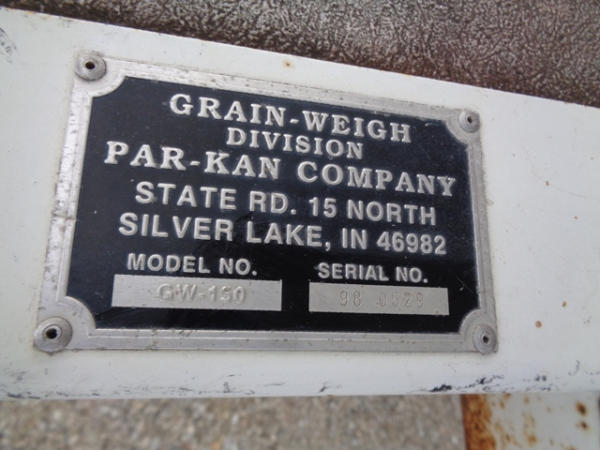 GRAIN-WEIGH
DIVISION
PAR-KAN COMPANY
STATE RD. 15 NORTH
SILVER LAKE, IN 46982
MODEL NO. SERIAL NO.
GW-150 98